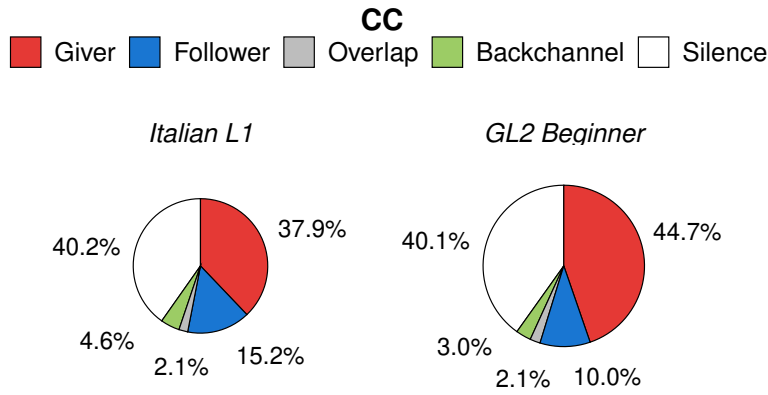 CC
Giver Follower Overlap Backchannel Silence
Italian L1 GL2 Beginner
37.9% 44.7%
40.2% 40.1%
4.6% 3.0%
2.1% 15.2% 2.1% 10.0%